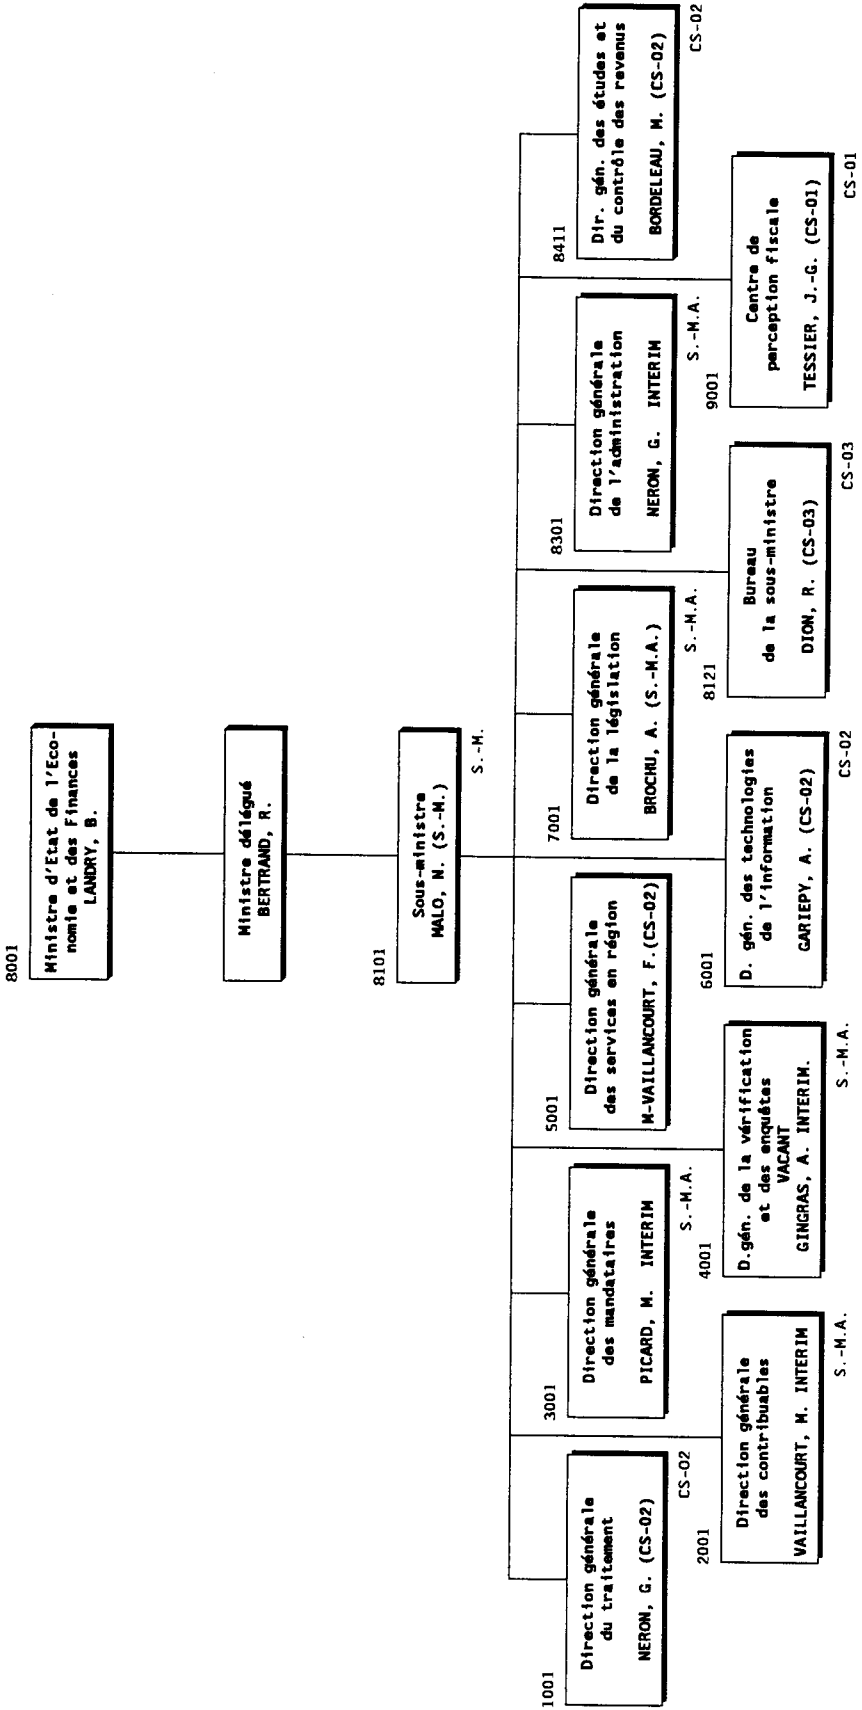 8001
Ministre d'Etat de l'Eco-
nomie et des Finances
LANDRY, B.
Ministre délégué
BERTRAND, R.
8101
Sous-ministre
MALO, N. (S.-M.)
S.-M.
1001
Direction générale
du traitement
NERON, G. (CS-02)
CS-02
3001
Direction générale
des mandataires
PICARD, M. INTERIM
S.-M.A.
5001
Direction générale
des services en région
M-VAILLANCOURT, F.(CS-02)
7001
Direction générale
de la législation
BROCHU, A. (S.-M.A.)
S.-M.A.
8301
Direction générale
de l'administration
NERON, G. INTERIM
S.-M.A.
8411
Dir. gén. des études et
du contrôle des revenus
BORDELEAU, M. (CS-02)
CS-02
2001
Direction générale
des contribuables
VAILLANCOURT, M. INTERIM
S.-M.A.
4001
D.gén. de la vérification
et des enquêtes
VACANT
GINGRAS, A. INTERIM.
S.-M.A.
6001
D. gén. des technologies
de l'information
GARIEPY, A. (CS-02)
CS-02
8121
Bureau
de la sous-ministre
DION, R. (CS-03)
CS-03
9001
Centre de
perception fiscale
TESSIER, J.-G. (CS-01)
CS-01